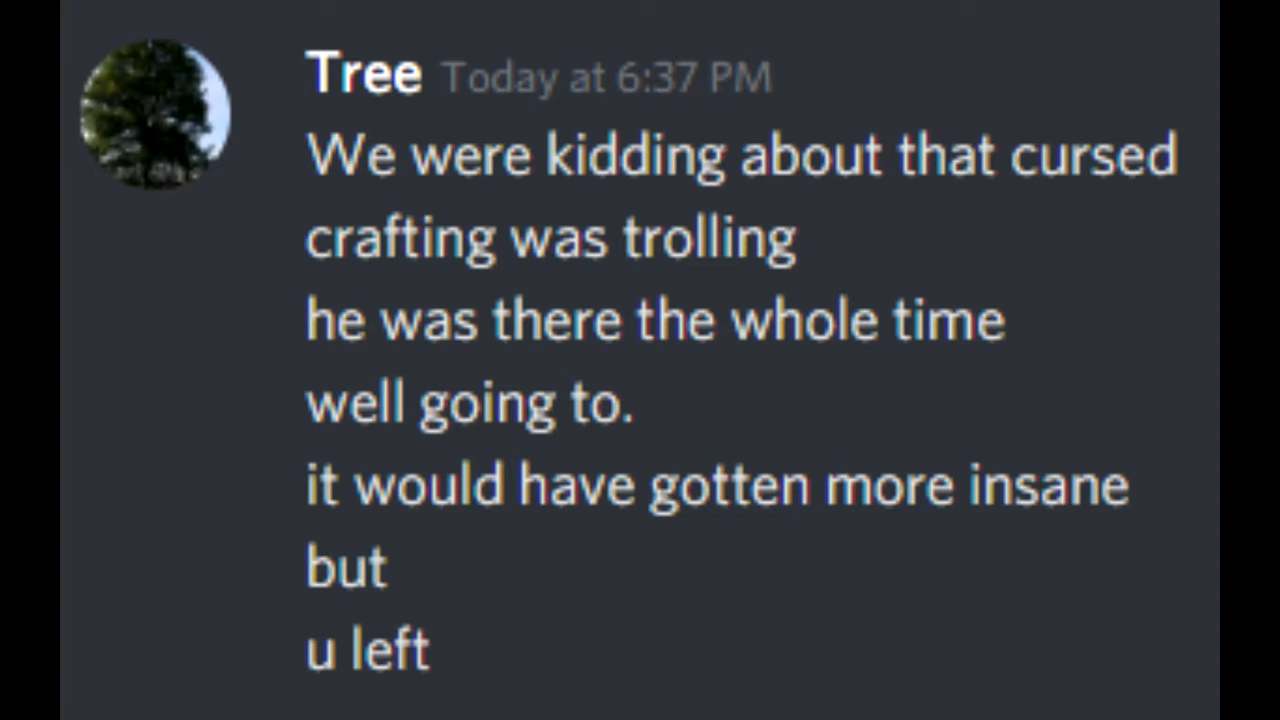 Tree Today at 6:37 PM
We were kidding about that cursed
crafting was trolling
he was there the whole time
well going to.
it would have gotten more insane
but
u left